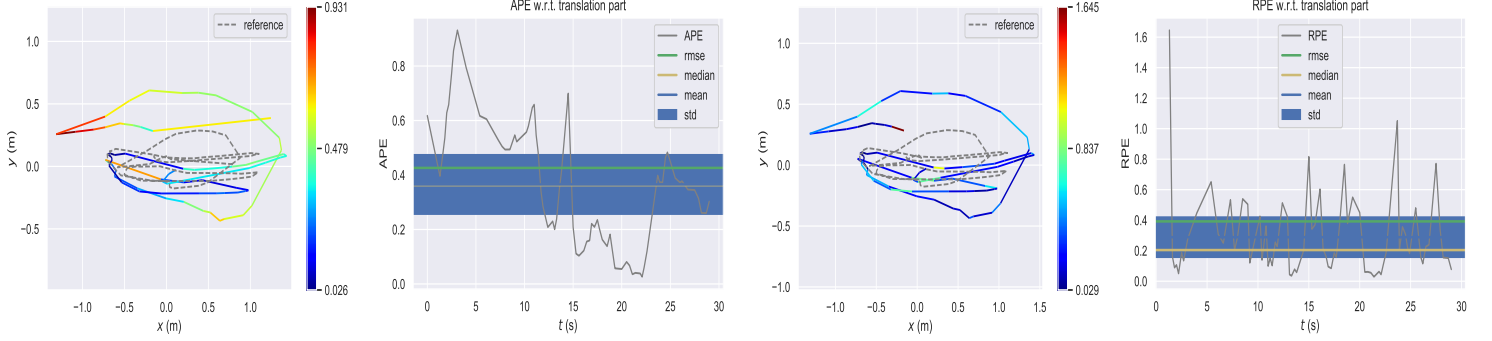 reference
1.0
0.5
0.0
−0.5
y (m)
−1.0 −0.5 0.0 0.5 1.0
x (m)
0.931
0.479
0.026
APE w.r.t. translation part
APE
rmse
median
mean
std
0.8
0.6
0.4
0.2
0.0
APE
0 5 10 15 20 25 30
t (s)
reference
1.0
0.5
0.0
−0.5
−1.0
y (m)
−1.0 −0.5 0.0 0.5 1.0 1.5
x (m)
1.645
0.837
0.029
RPE w.r.t. translation part
RPE
rmse
median
mean
std
1.6
1.4
1.2
1.0
0.8
0.6
0.4
0.2
0.0
RPE
0 5 10 15 20 25 30
t (s)